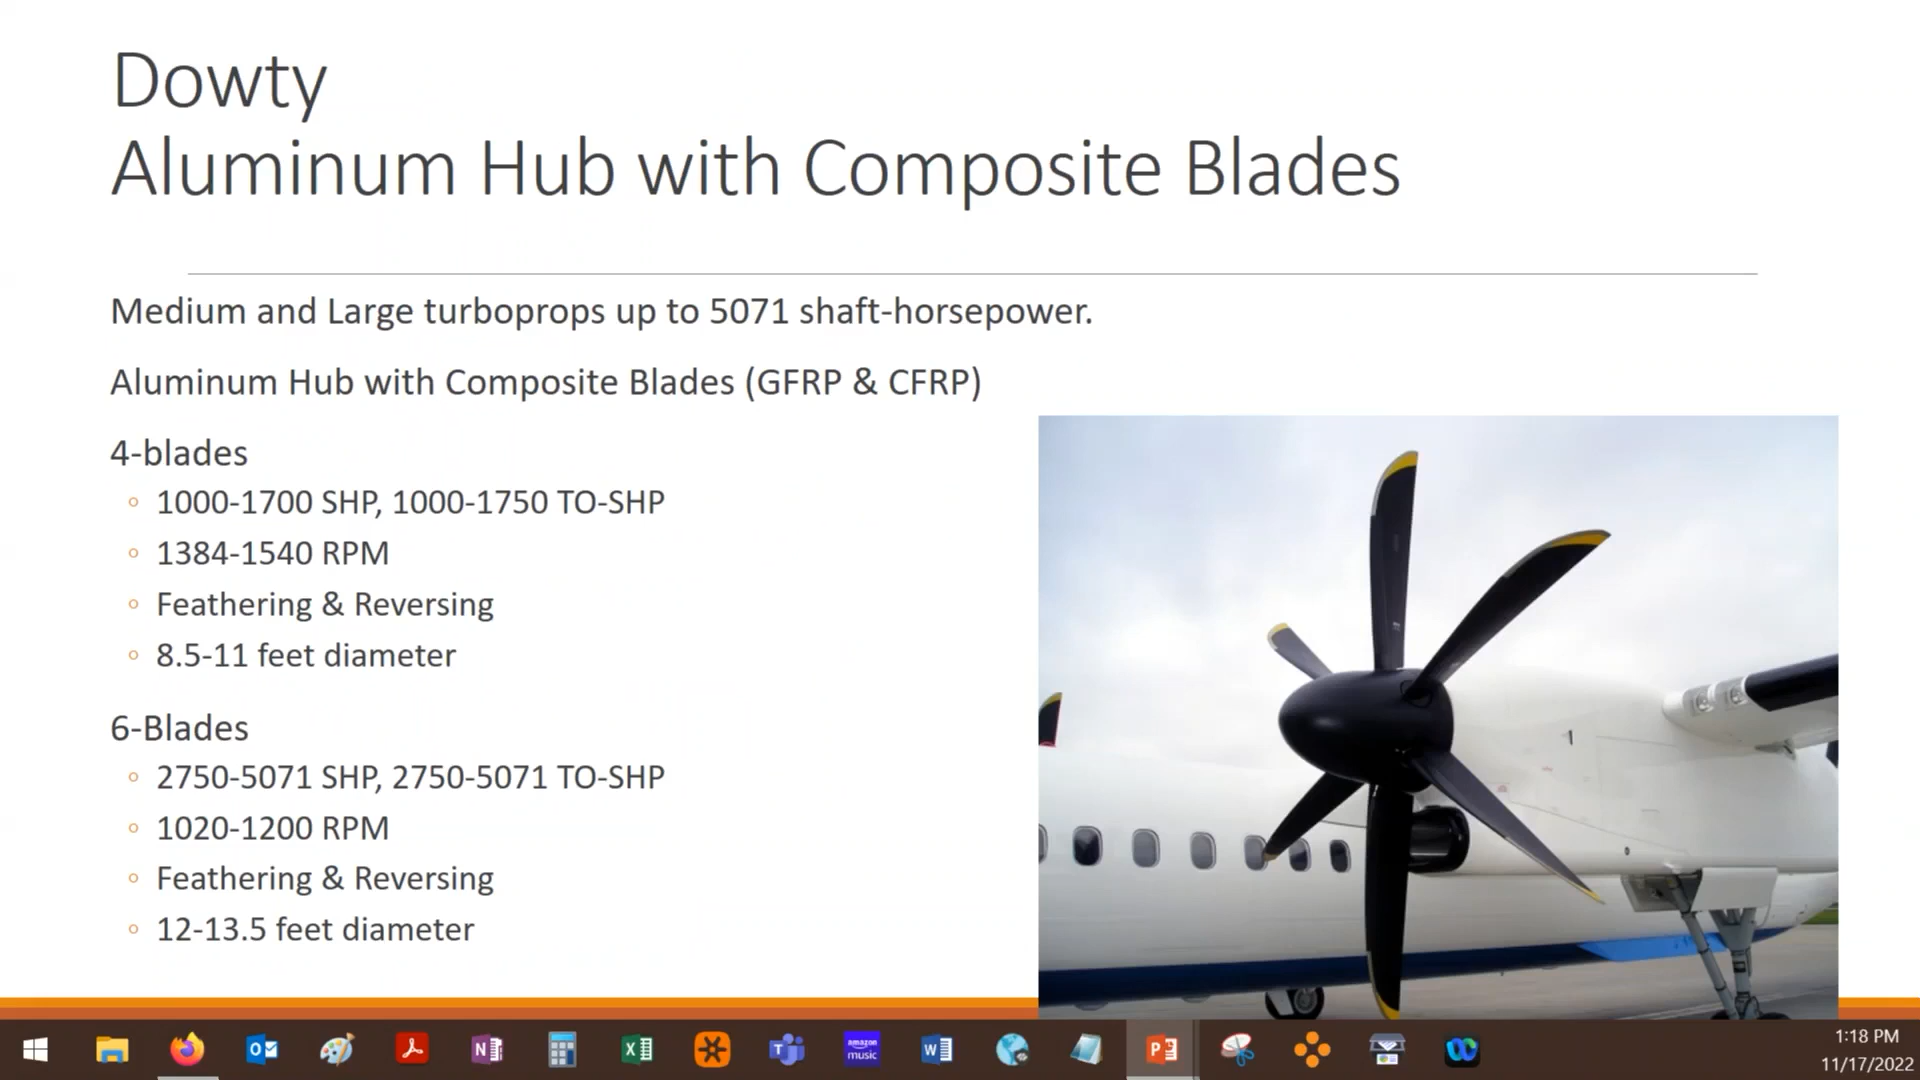 Dowty
Aluminum Hub with Composite Blades
Medium and Large turboprops up to 5071 shaft-horsepower.
Aluminum Hub with Composite Blades (GFRP & CFRP)
4-blades
1000-1700 SHP, 1000-1750 TO-SHP
1384-1540 RPM
Feathering & Reversing
8.5-11 feet diameter
6-Blades
2750-5071 SHP, 2750-5071 TO-SHP
1020-1200 RPM
Feathering & Reversing
12-13.5 feet diameter
amazon
music
1:18 PM
11/17/2022